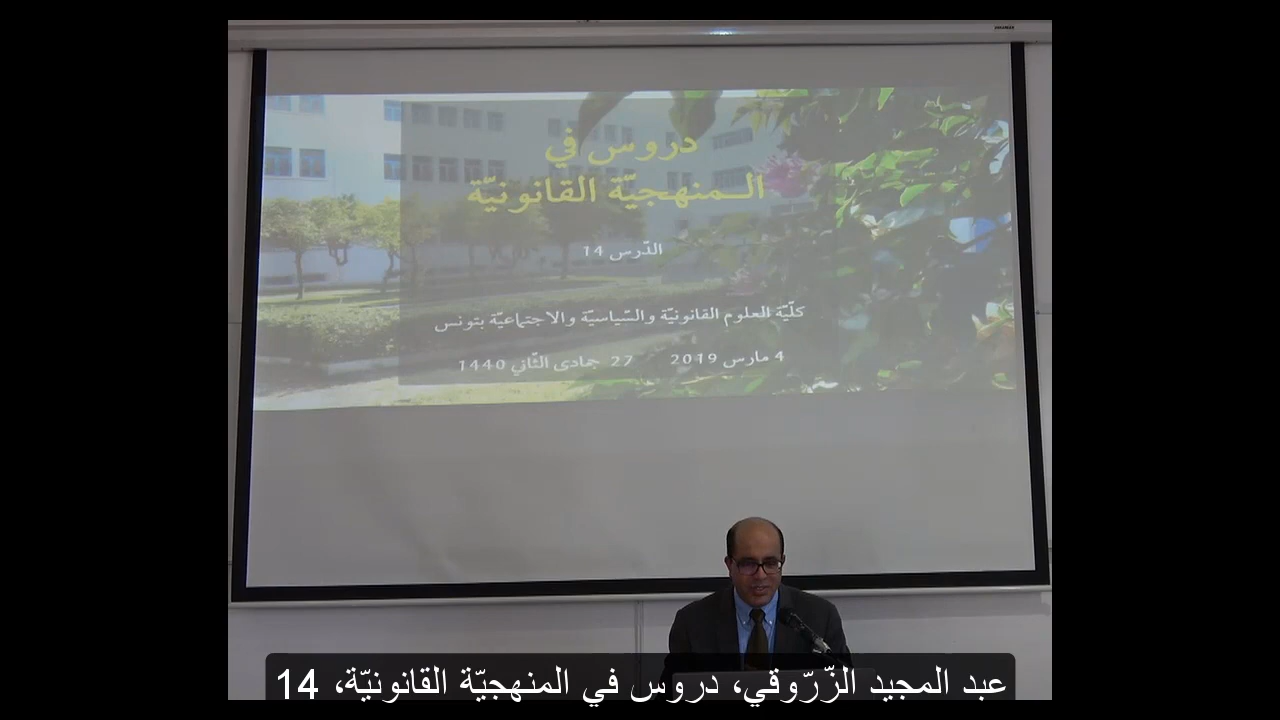 دروس في
الـمنهجيّة القانونيّة
الدّرس 14
كلّيّة العلوم القانونيّة والسّياسيّة والاجتماعيّة بتونس
4 مارس 2019 27 جمادى الثّاني 1440
عبد المجيد الزّرّوقي، دروس في المنهجيّة القانونيّة، 14